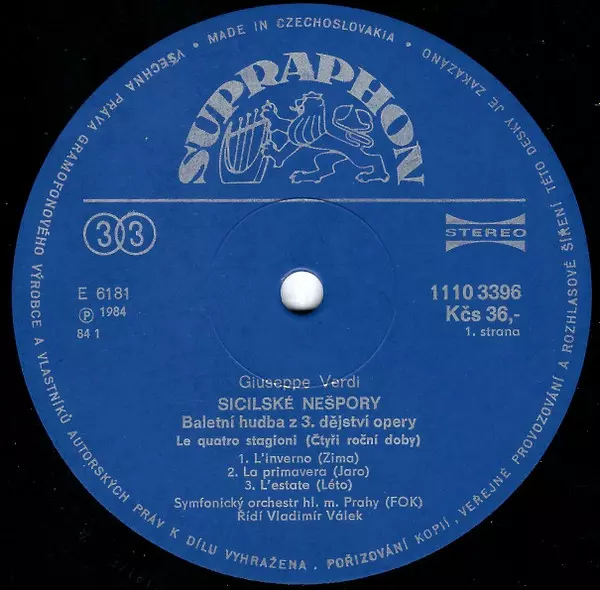 VŠECHNA PRÁVA GRAMOFONOVÉHO VÝROBCE A VLASTNÍKŮ AUTORSKÝCH PRÁV K DÍLU VYHRAŽENA. POŘIZOVÁNÍ KOPIÍ, VEŘEJNÉ PROVOZOVÁNÍ A ROZHLASOVÉ ŠÍŘENÍ TÉTO DESKY JE ZAKÁZÁNO • MADE IN CZECHOSLOVAKIA •
SUPRAPHON
33
STEREO
E 6181
1110 3396
Ⓟ 1984
Kčs 36,-
84 1
1. strana
Giuseppe Verdi
SICILSKÉ NEŠPORY
Baletní hudba z 3. dějství opery
Le quatro stagioni (Čtyři roční doby)
1. L'inverno (Zima)
2. La primavera (Jaro)
3. L'estate (Léto)
Symfonický orchestr hl. m. Prahy (FOK)
Řídí Vladimír Válek